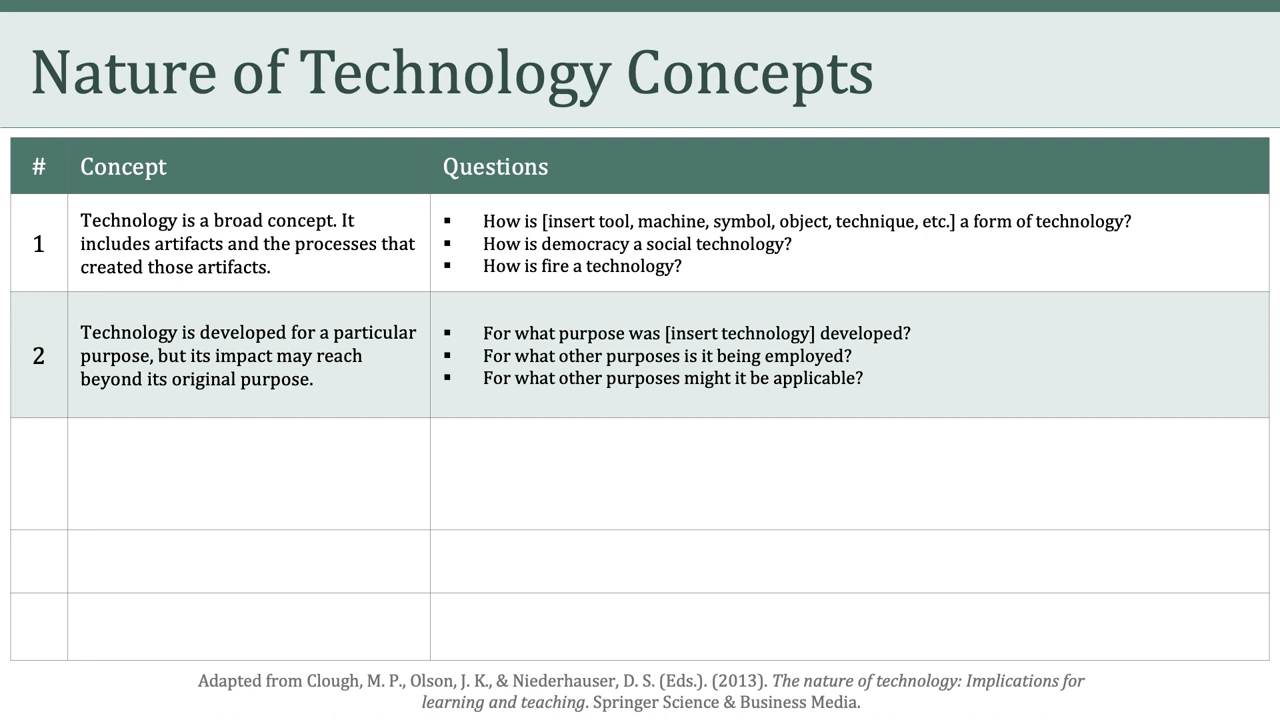 Nature of Technology Concepts
# Concept Questions
1
Technology is a broad concept. It
includes artifacts and the processes that
created those artifacts.
▪ How is [insert tool, machine, symbol, object, technique, etc.] a form of technology?
▪ How is democracy a social technology?
▪ How is fire a technology?
2
Technology is developed for a particular
purpose, but its impact may reach
beyond its original purpose.
▪ For what purpose was [insert technology] developed?
▪ For what other purposes is it being employed?
▪ For what other purposes might it be applicable?
Adapted from Clough, M. P., Olson, J. K., & Niederhauser, D. S. (Eds.). (2013). The nature of technology: Implications for
learning and teaching. Springer Science & Business Media.